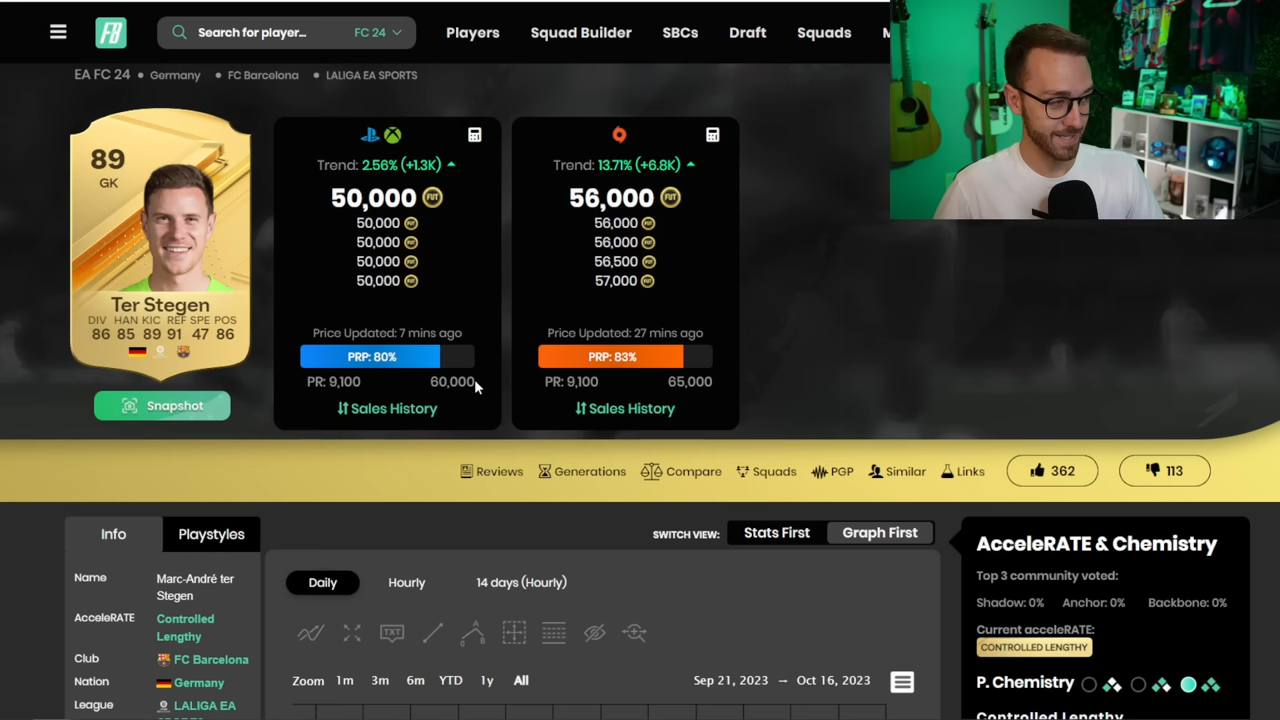 FB
Search for player...
FC 24
Players
Squad Builder
SBCs
Draft
Squads
M
EA FC 24 • Germany • FC Barcelona • LALIGA EA SPORTS
89
GK
Ter Stegen
DIV HAN KIC REF SPE POS
86 85 89 91 47 86
Snapshot
Trend: 2.56% (+1.3K)
50,000 FUT
50,000
50,000
50,000
50,000
Price Updated: 7 mins ago
PRP: 80%
PR: 9,100 60,000
Sales History
Trend: 13.71% (+6.8K)
56,000 FUT
56,000
56,000
56,500
57,000
Price Updated: 27 mins ago
PRP: 83%
PR: 9,100 65,000
Sales History
Reviews
Generations
Compare
Squads
PGP
Similar
Links
362
113
Info
Playstyles
Name Marc-André ter
Stegen
AcceleRATE Controlled
Lengthy
Club FC Barcelona
Nation Germany
League LALIGA EA
SPORTS
SWITCH VIEW: Stats First Graph First
Daily Hourly 14 days (Hourly)
TXT
Zoom 1m 3m 6m YTD 1y All
Sep 21, 2023 → Oct 16, 2023
AcceleRATE & Chemistry
Top 3 community voted:
Shadow: 0% Anchor: 0% Backbone: 0%
Current acceleRATE:
CONTROLLED LENGTHY
P. Chemistry
Controlled Lengthy